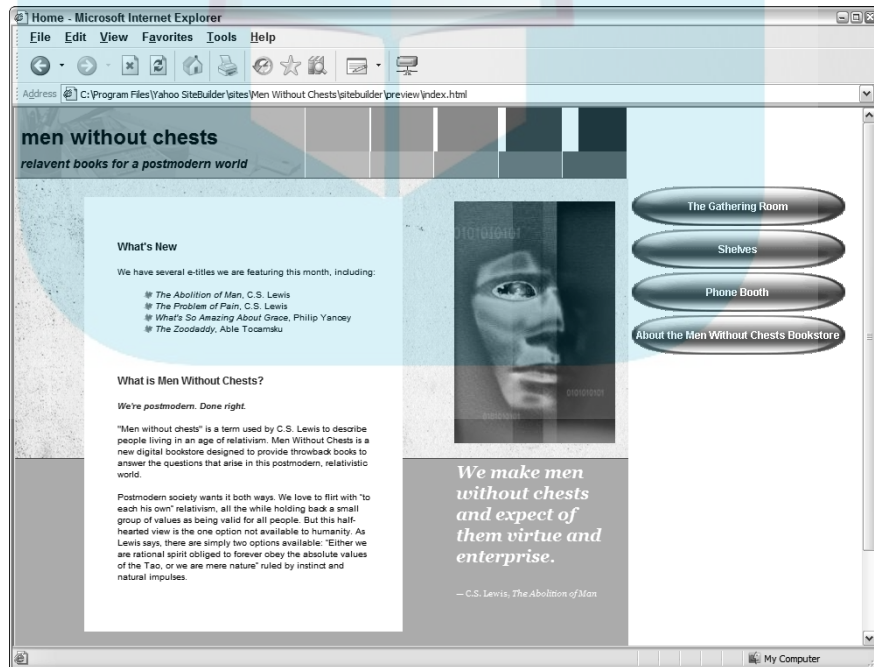 Home - Microsoft Internet Explorer
File Edit View Favorites Tools Help
Address C:\Program Files\Yahoo SiteBuilder\sites\Men Without Chests\sitebuilder\preview\index.html
men without chests
relavent books for a postmodern world
What's New
We have several e-titles we are featuring this month, including:
The Abolition of Man, C.S. Lewis
The Problem of Pain, C.S. Lewis
What's So Amazing About Grace, Philip Yancey
The Zoodaddy, Able Tocamsku
What is Men Without Chests?
We're postmodern. Done right.
"Men without chests" is a term used by C.S. Lewis to describe
people living in an age of relativism. Men Without Chests is a
new digital bookstore designed to provide throwback books to
answer the questions that arise in this postmodern, relativistic
world.
Postmodern society wants it both ways. We love to flirt with "to
each his own" relativism, all the while holding back a small
group of values as being valid for all people. But this half-
hearted view is the one option not available to humanity. As
Lewis says, there are simply two options available: "Either we
are rational spirit obliged to forever obey the absolute values
of the Tao, or we are mere nature" ruled by instinct and
natural impulses.
0101010101
0101010101
0101010101
We make men
without chests
and expect of
them virtue and
enterprise.
— C.S. Lewis, The Abolition of Man
The Gathering Room
Shelves
Phone Booth
About the Men Without Chests Bookstore
My Computer